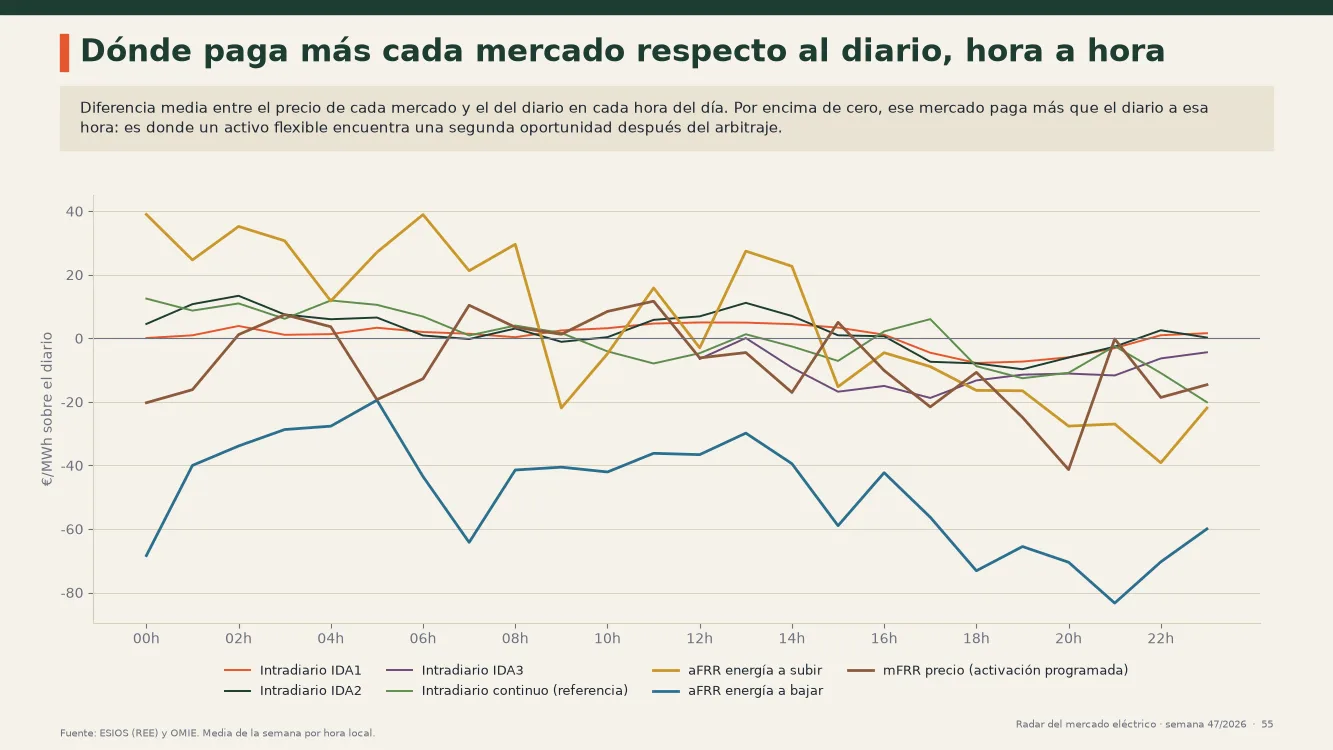 Dónde paga más cada mercado respecto al diario, hora a hora
Diferencia media entre el precio de cada mercado y el del diario en cada hora del día. Por encima de cero, ese mercado paga más que el diario a esa
hora: es donde un activo flexible encuentra una segunda oportunidad después del arbitraje.
€/MWh sobre el diario
40
20
0
-20
-40
-60
-80
00h
02h
04h
06h
08h
10h
12h
14h
16h
18h
20h
22h
Intradiario IDA1
Intradiario IDA2
Intradiario IDA3
Intradiario continuo (referencia)
aFRR energía a subir
aFRR energía a bajar
mFRR precio (activación programada)
Fuente: ESIOS (REE) y OMIE. Media de la semana por hora local.
Radar del mercado eléctrico · semana 47/2026 · 55